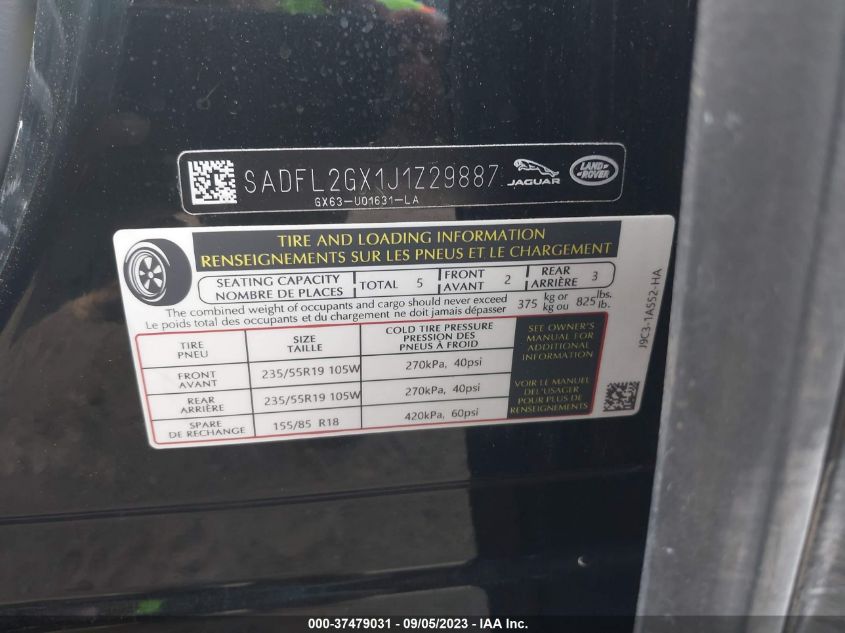 SADFL2GX1J1Z29887 JAGUAR LAND ROVER
GX63-U01631-LA
TIRE AND LOADING INFORMATION
RENSEIGNEMENTS SUR LES PNEUS ET LE CHARGEMENT
SEATING CAPACITY
NOMBRE DE PLACES
TOTAL 5
FRONT
AVANT
2
REAR
ARRIÈRE
3
The combined weight of occupants and cargo should never exceed
Le poids total des occupants et du chargement ne doit jamais dépasser
375 kg or
kg ou
825 lbs.
lb.
TIRE
PNEU
SIZE
TAILLE
COLD TIRE PRESSURE
PRESSION DES
PNEUS À FROID
FRONT
AVANT
235/55R19 105W
270kPa, 40psi
REAR
ARRIÈRE
235/55R19 105W
270kPa, 40psi
SPARE
DE RECHANGE
155/85 R18
420kPa, 60psi
SEE OWNER'S
MANUAL FOR
ADDITIONAL
INFORMATION
VOIR LE MANUEL
DEL'USAGER
POUR PLUS DE
RENSEIGNEMENTS
J9C3-1A552-HA
000-37479031 - 09/05/2023 - IAAI Inc.